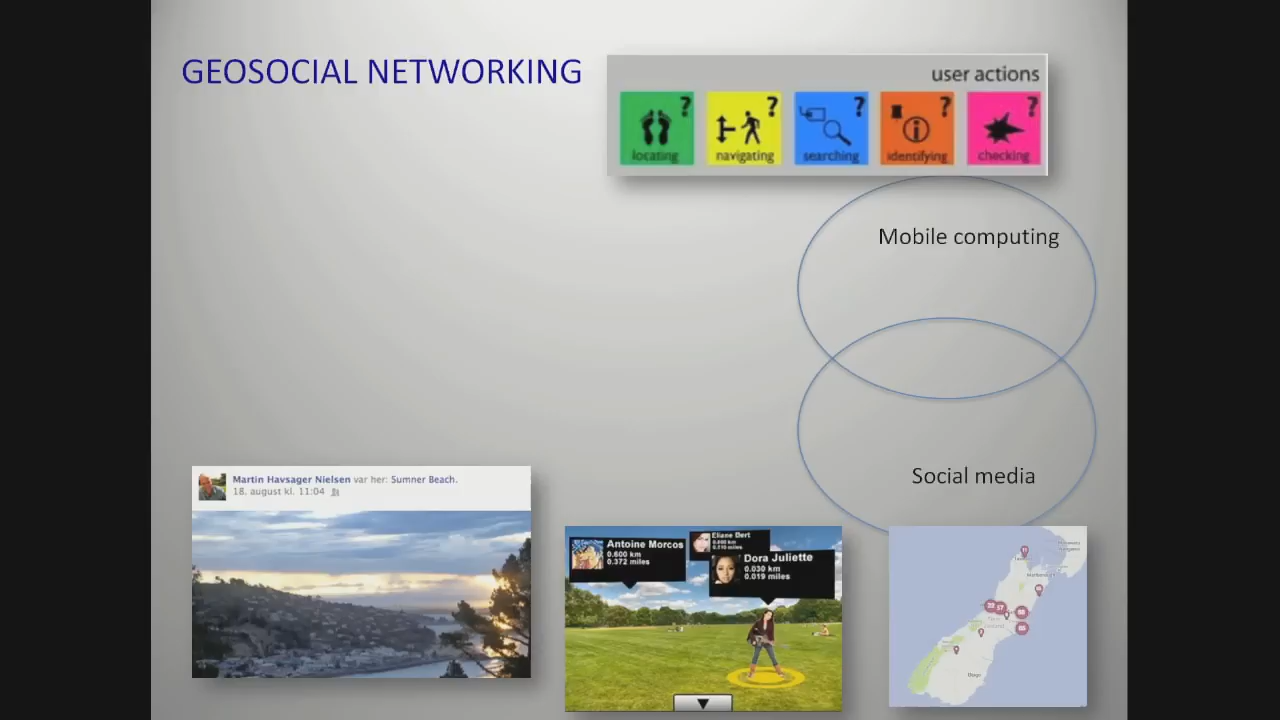 GEOSOCIAL NETWORKING
user actions
? ? ? ? ?
locating navigating searching identifying checking
Mobile computing
Social media
Martin Havsager Nielsen var her: Sumner Beach.
18. august kl. 11:04
Antoine Morcos
0.600 km
0.372 miles
Eliane Dert
Dora Juliette
0.030 km
0.019 miles